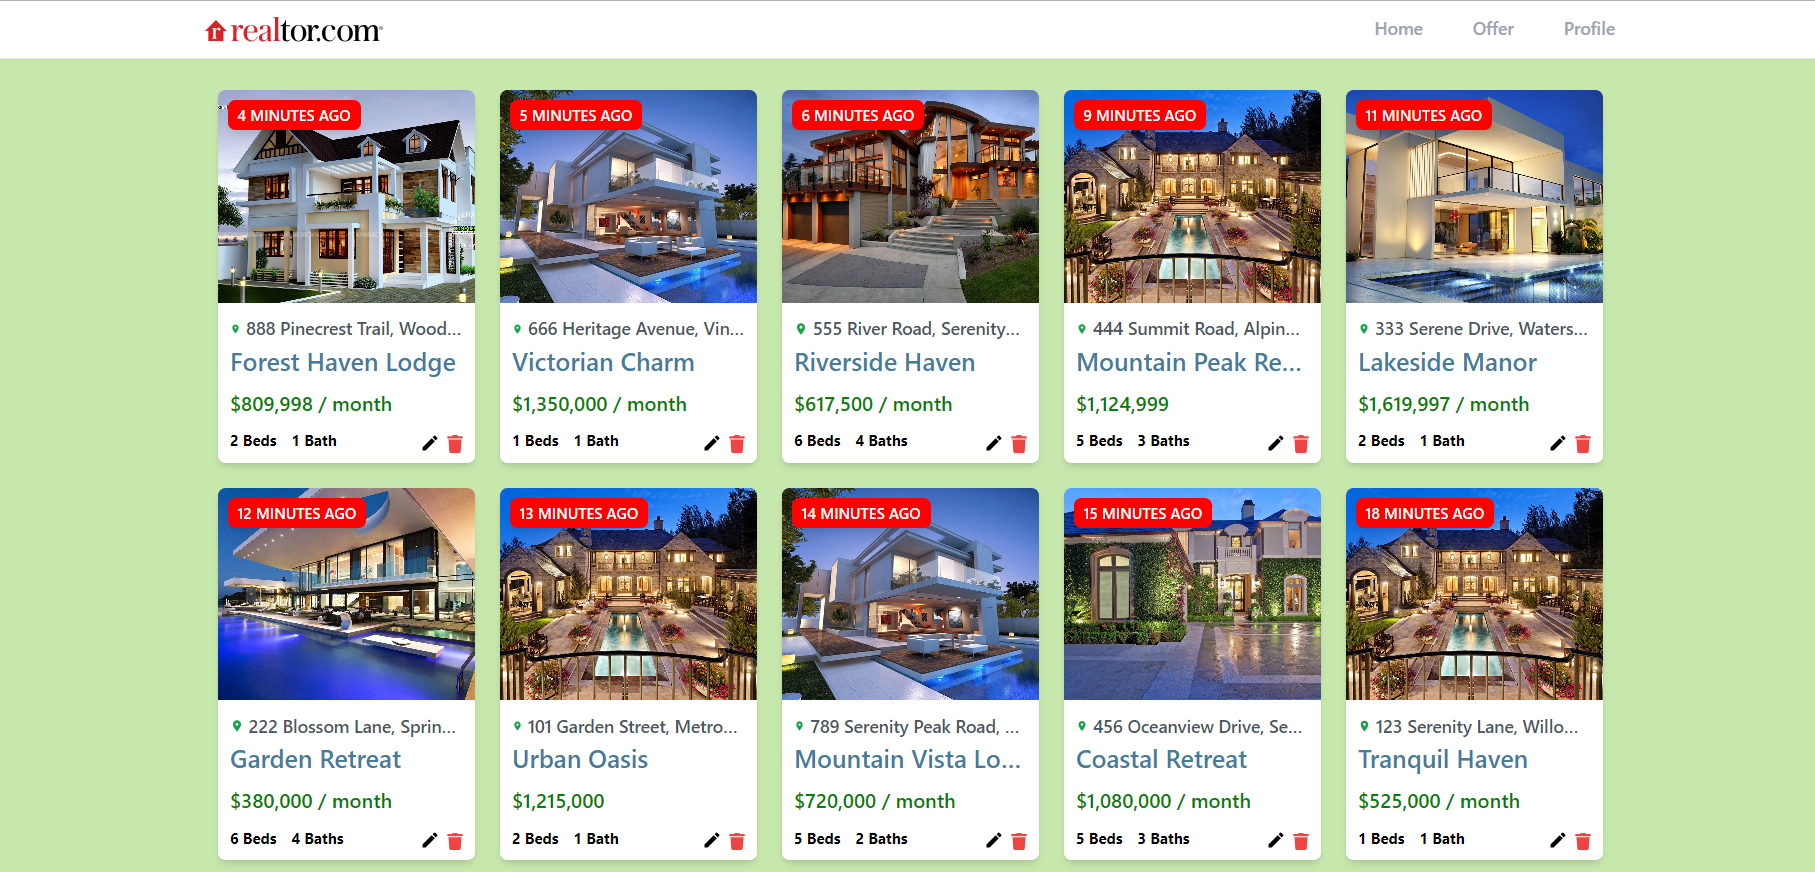 realtor.com®
Home Offer Profile
4 MINUTES AGO
888 Pinecrest Trail, Wood...
Forest Haven Lodge
$809,998 / month
2 Beds 1 Bath
5 MINUTES AGO
666 Heritage Avenue, Vin...
Victorian Charm
$1,350,000 / month
1 Beds 1 Bath
6 MINUTES AGO
555 River Road, Serenity...
Riverside Haven
$617,500 / month
6 Beds 4 Baths
9 MINUTES AGO
444 Summit Road, Alpin...
Mountain Peak Re...
$1,124,999
5 Beds 3 Baths
11 MINUTES AGO
333 Serene Drive, Waters...
Lakeside Manor
$1,619,997 / month
2 Beds 1 Bath
12 MINUTES AGO
222 Blossom Lane, Sprin...
Garden Retreat
$380,000 / month
6 Beds 4 Baths
13 MINUTES AGO
101 Garden Street, Metro...
Urban Oasis
$1,215,000
2 Beds 1 Bath
14 MINUTES AGO
789 Serenity Peak Road, ...
Mountain Vista Lo...
$720,000 / month
5 Beds 2 Baths
15 MINUTES AGO
456 Oceanview Drive, Se...
Coastal Retreat
$1,080,000 / month
5 Beds 3 Baths
18 MINUTES AGO
123 Serenity Lane, Willo...
Tranquil Haven
$525,000 / month
1 Beds 1 Bath